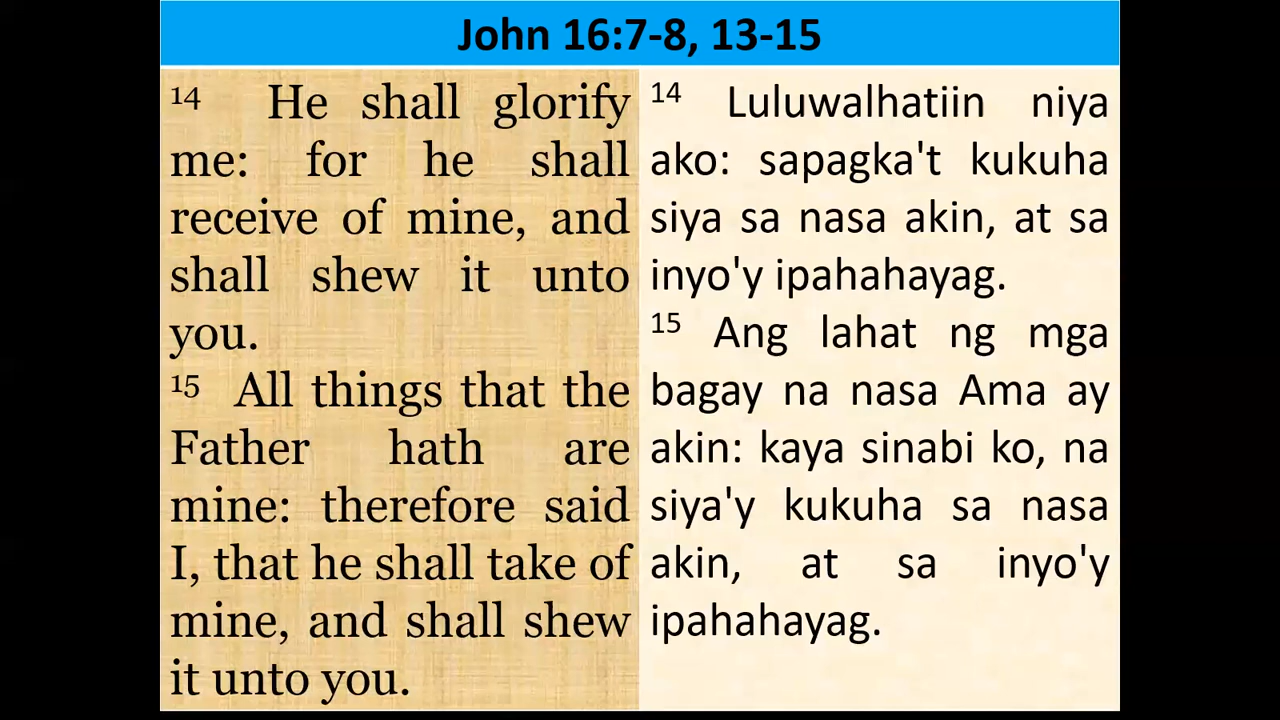 John 16:7-8, 13-15
14 He shall glorify
me: for he shall
receive of mine, and
shall shew it unto
you.
15 All things that the
Father hath are
mine: therefore said
I, that he shall take of
mine, and shall shew
it unto you.
14 Luluwalhatiin niya
ako: sapagka't kukuha
siya sa nasa akin, at sa
inyo'y ipahahayag.
15 Ang lahat ng mga
bagay na nasa Ama ay
akin: kaya sinabi ko, na
siya'y kukuha sa nasa
akin, at sa inyo'y
ipahahayag.